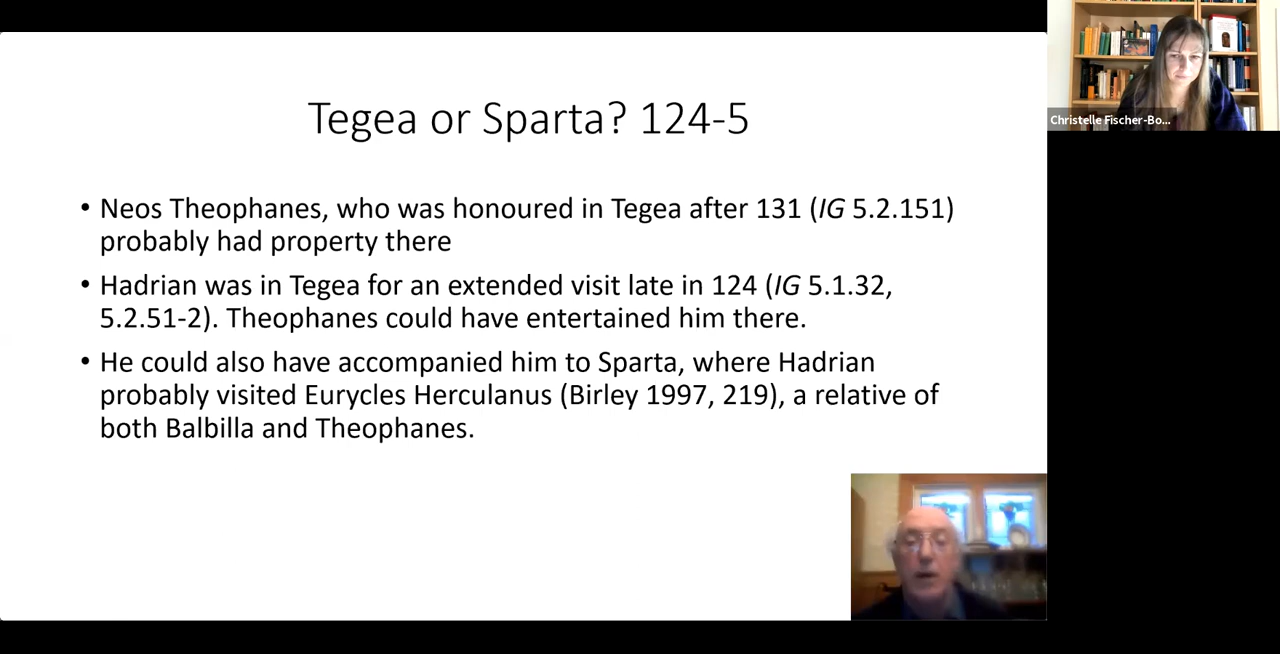 Tegea or Sparta? 124-5
• Neos Theophanes, who was honoured in Tegea after 131 (IG 5.2.151)
probably had property there
• Hadrian was in Tegea for an extended visit late in 124 (IG 5.1.32,
5.2.51-2). Theophanes could have entertained him there.
• He could also have accompanied him to Sparta, where Hadrian
probably visited Eurycles Herculanus (Birley 1997, 219), a relative of
both Balbilla and Theophanes.
Christelle Fischer-Bo...